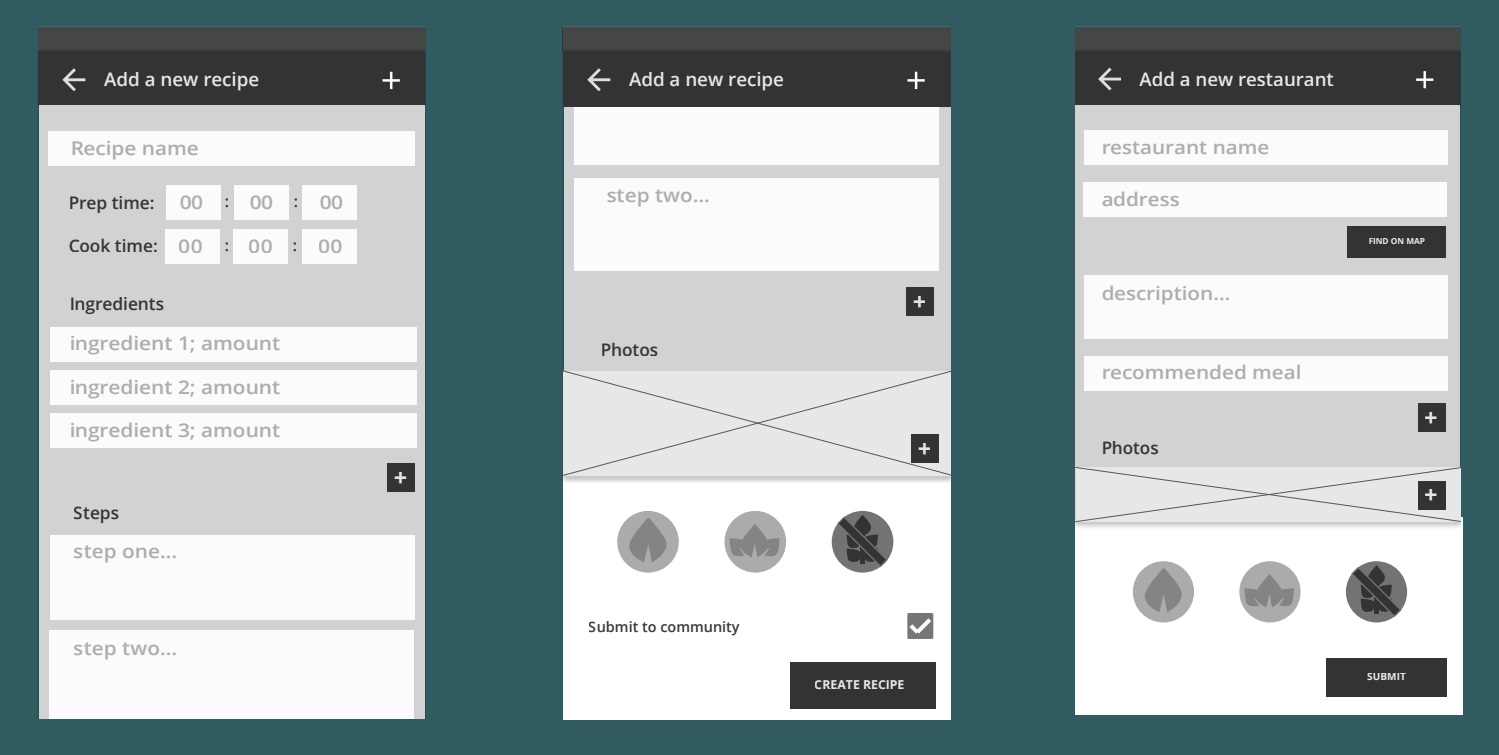 Add a new recipe +
Recipe name
Prep time: 00 : 00 : 00
Cook time: 00 : 00 : 00
Ingredients
ingredient 1; amount
ingredient 2; amount
ingredient 3; amount
+
Steps
step one...
step two...
Add a new recipe +
step two...
+
Photos
+
Submit to community
CREATE RECIPE
Add a new restaurant +
restaurant name
address
FIND ON MAP
description...
recommended meal
+
Photos
+
SUBMIT